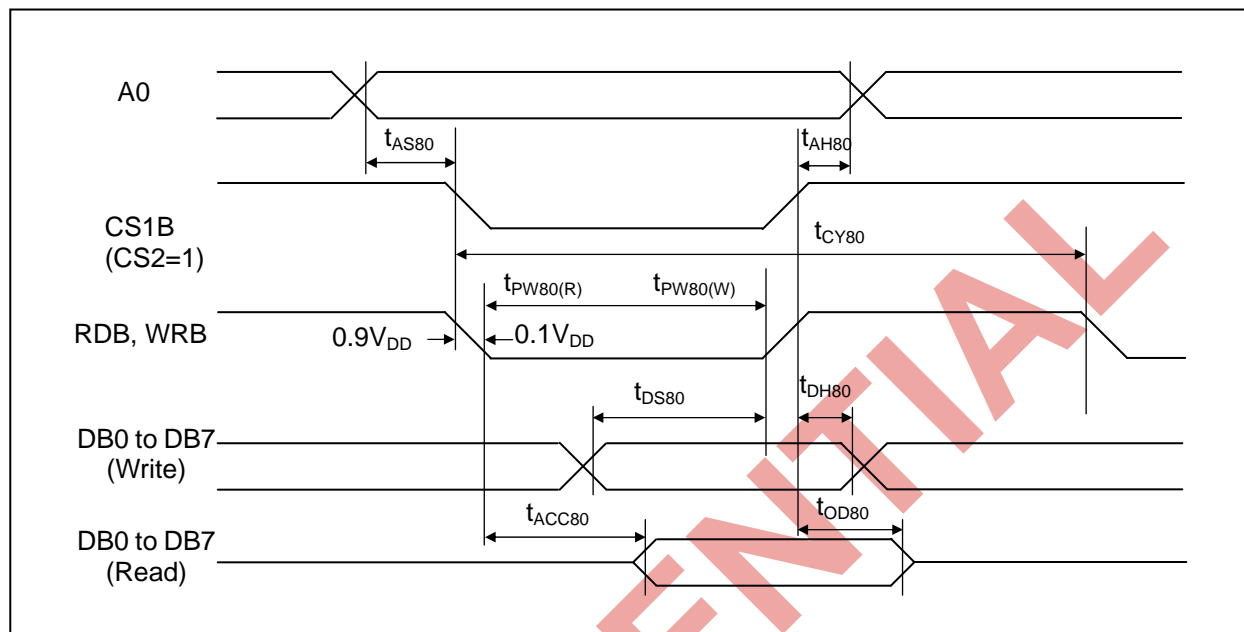 A0
tAS80
tAH80
CS1B
(CS2=1)
tCY80
tPW80(R) tPW80(W)
RDB, WRB
0.9VDD 0.1VDD
tDS80 tDH80
DB0 to DB7
(Write)
tACC80 tOD80
DB0 to DB7
(Read)
ENTIAL